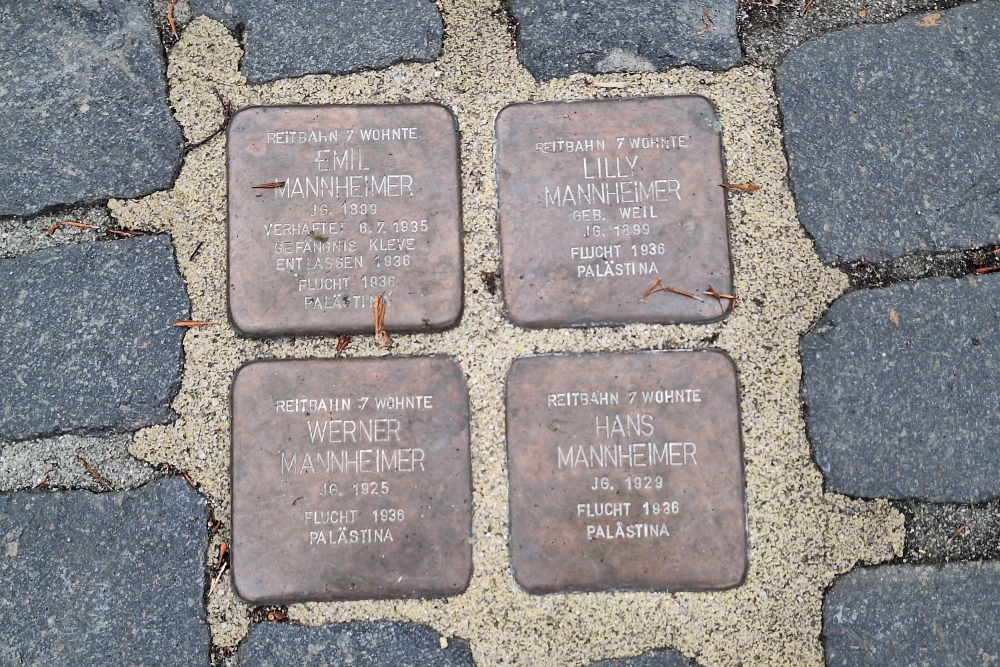 REITBAHN 7 WOHNTE
EMIL
MANNHEIMER
JG. 1899
VERHAFTET 6.7.1935
GEFÄNGNIS KLEVE
ENTLASSEN 1936
FLUCHT 1936
PALÄSTINA
REITBAHN 7 WOHNTE
LILLY
MANNHEIMER
GEB. WEIL
JG. 1899
FLUCHT 1936
PALÄSTINA
REITBAHN 7 WOHNTE
WERNER
MANNHEIMER
JG. 1925
FLUCHT 1936
PALÄSTINA
REITBAHN 7 WOHNTE
HANS
MANNHEIMER
JG. 1929
FLUCHT 1936
PALÄSTINA